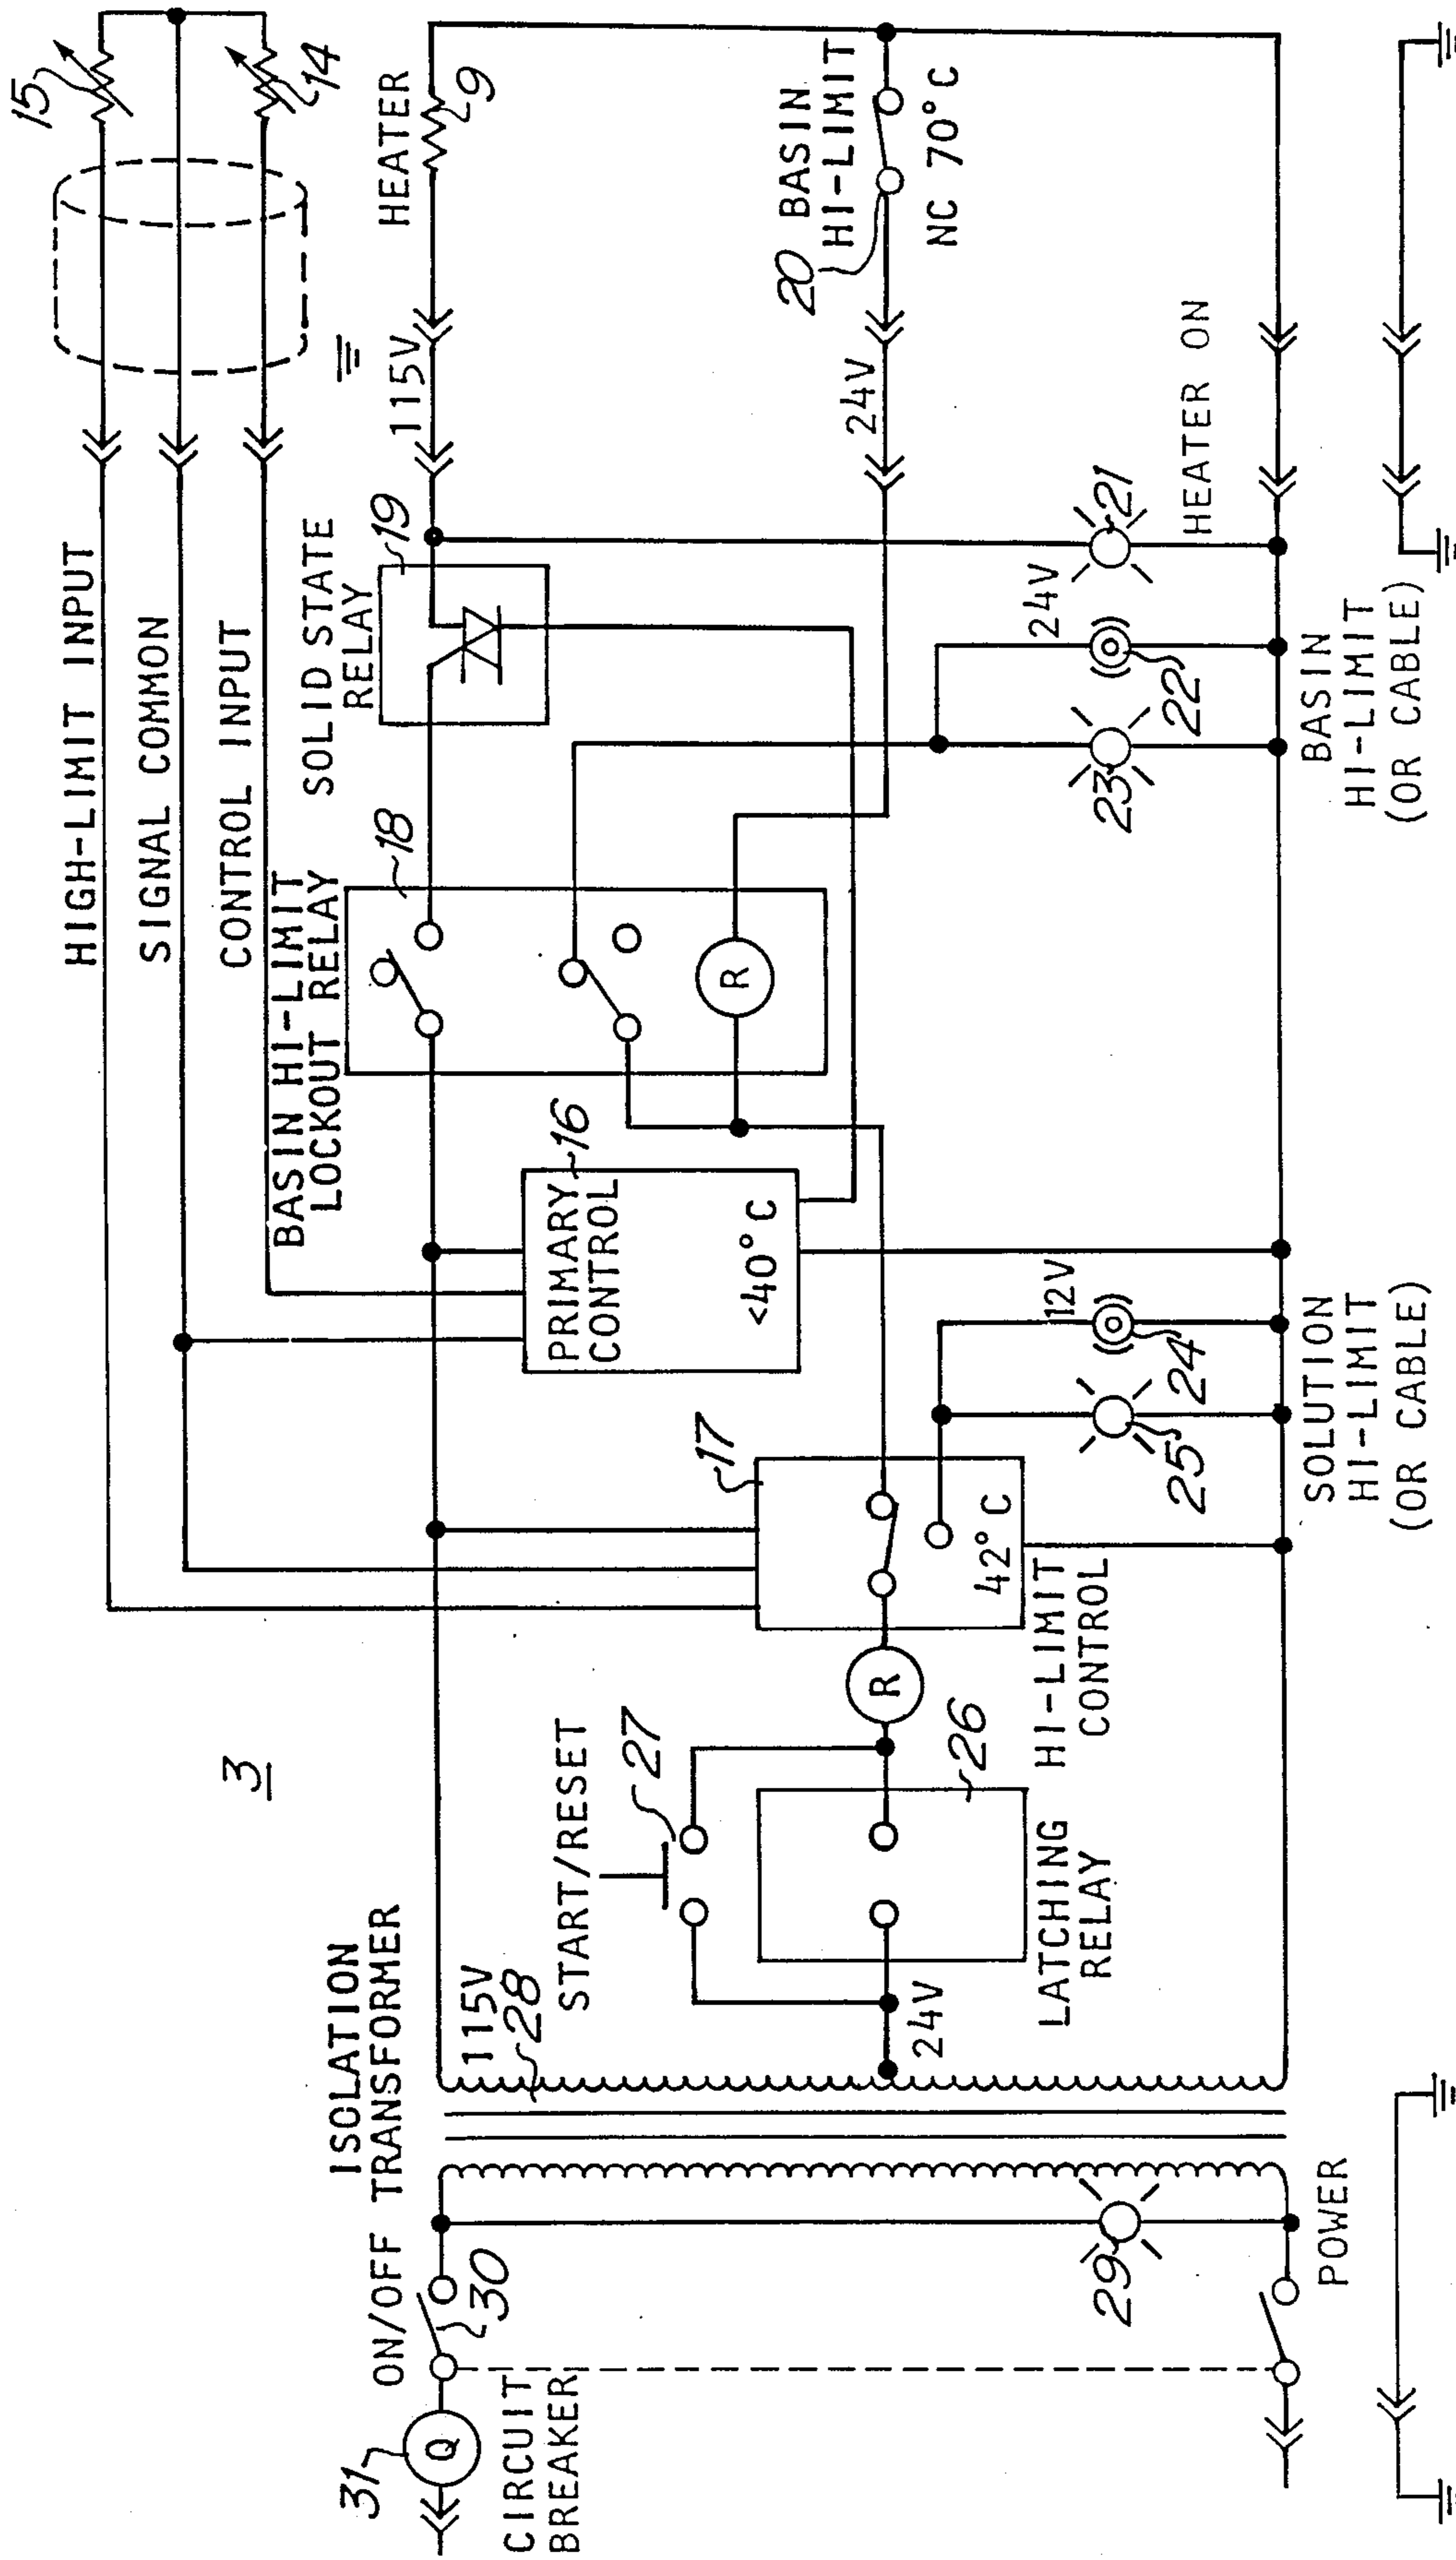 3
15
14
HIGH-LIMIT INPUT
SIGNAL COMMON
CONTROL INPUT
ISOLATION
ON/OFF TRANSFORMER
115V
28
30
31
Q
CIRCUIT
BREAKER
29
POWER
START/RESET
27
24V
LATCHING
RELAY
26
R
17
42° C
HI-LIMIT
CONTROL
PRIMARY
CONTROL
16
<40° C
12V
24
25
SOLUTION
HI-LIMIT
(OR CABLE)
BASIN HI-LIMIT
LOCKOUT RELAY
18
R
SOLID STATE
RELAY
19
115V
HEATER
9
24V
20
BASIN
HI-LIMIT
NC 70° C
24V
21
HEATER ON
22
23
BASIN
HI-LIMIT
(OR CABLE)